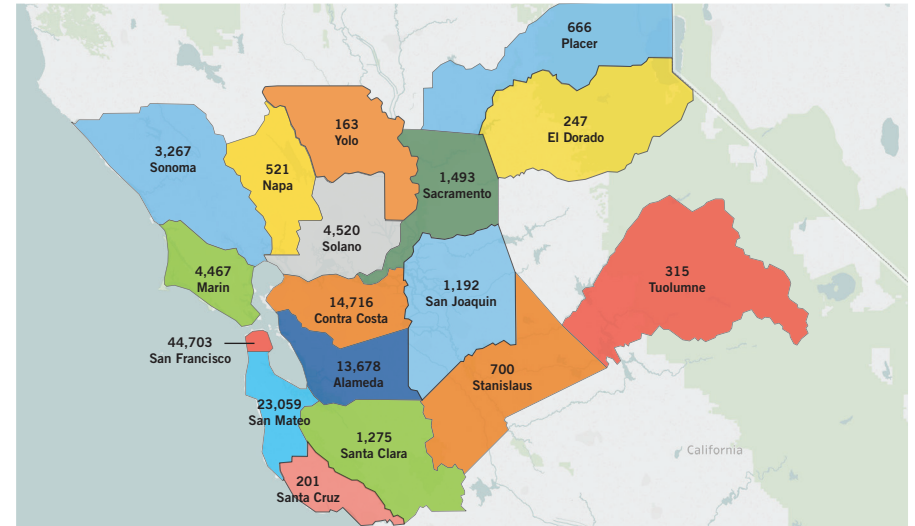 666
Placer
247
El Dorado
163
Yolo
3,267
Sonoma
521
Napa
1,493
Sacramento
4,520
Solano
4,467
Marin
315
Tuolumne
1,192
San Joaquin
14,716
Contra Costa
44,703
San Francisco
13,678
Alameda
700
Stanislaus
23,059
San Mateo
1,275
Santa Clara
California
201
Santa Cruz